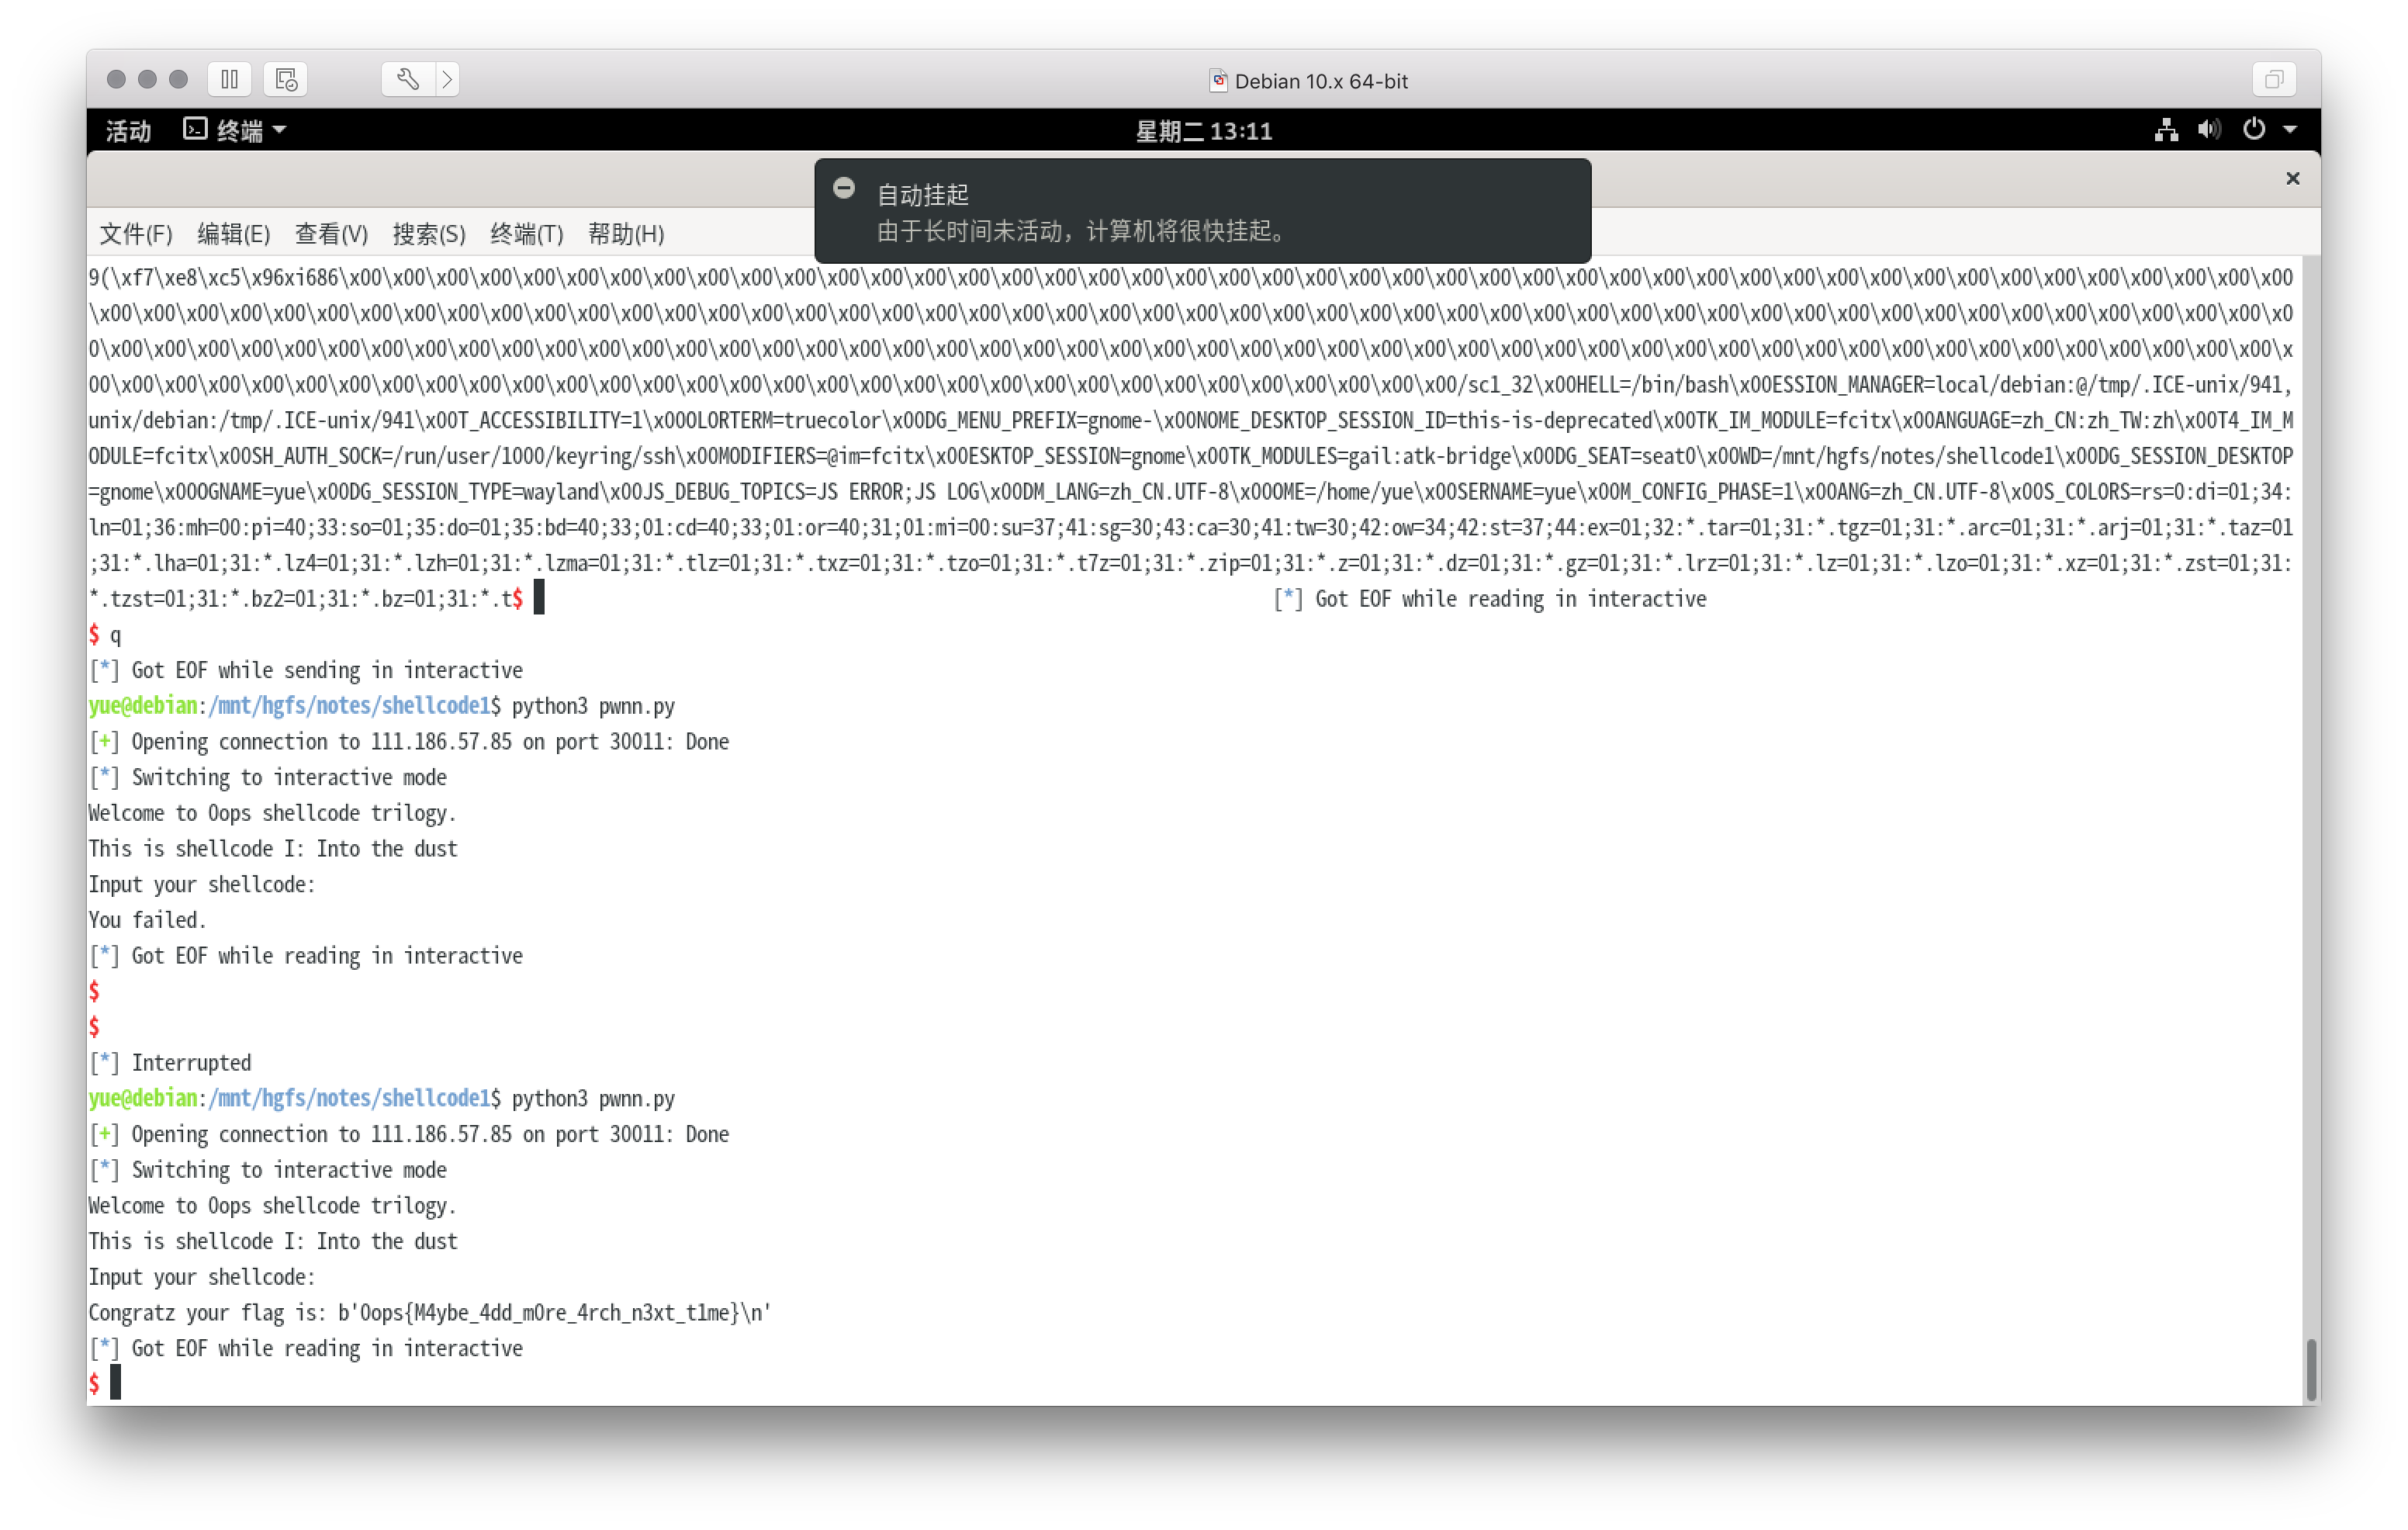 Debian 10.x 64-bit
活动 终端 星期二 13:11
自动挂起
由于长时间未活动，计算机将很快挂起。
文件(F) 编辑(E) 查看(V) 搜索(S) 终端(T) 帮助(H)
9(\xf7\xe8\xc5\x96xi686\x00\x00\x00\x00\x00\x00\x00\x00\x00\x00\x00\x00\x00\x00\x00\x00\x00\x00\x00\x00\x00\x00\x00\x00\x00\x00\x00\x00\x00\x00\x00\x00\x00\x00\x00\x00\x00\x00\x00\x00\x00\x00\x00\x00\x00
\x00\x00\x00\x00\x00\x00\x00\x00\x00\x00\x00\x00\x00\x00\x00\x00\x00\x00\x00\x00\x00\x00\x00\x00\x00\x00\x00\x00\x00\x00\x00\x00\x00\x00\x00\x00\x00\x00\x00\x00\x00\x00\x00\x00\x00\x00\x00\x00\x00\x00\x0
0\x00\x00\x00\x00\x00\x00\x00\x00\x00\x00\x00\x00\x00\x00\x00\x00\x00\x00\x00\x00\x00\x00\x00\x00\x00\x00\x00\x00\x00\x00\x00\x00\x00\x00\x00\x00\x00\x00\x00\x00\x00\x00\x00\x00\x00\x00\x00\x00\x00\x00\x
00\x00\x00\x00\x00\x00\x00\x00\x00\x00\x00\x00\x00\x00\x00\x00\x00\x00\x00\x00\x00\x00\x00\x00\x00\x00\x00\x00\x00\x00\x00\x00/sc1_32\x00HELL=/bin/bash\x00ESSION_MANAGER=local/debian:@/tmp/.ICE-unix/941,
unix/debian:/tmp/.ICE-unix/941\x00T_ACCESSIBILITY=1\x00OLORTERM=truecolor\x00DG_MENU_PREFIX=gnome-\x00NOME_DESKTOP_SESSION_ID=this-is-deprecated\x00TK_IM_MODULE=fcitx\x00ANGUAGE=zh_CN:zh_TW:zh\x00T4_IM_M
ODULE=fcitx\x00SH_AUTH_SOCK=/run/user/1000/keyring/ssh\x00MODIFIERS=@im=fcitx\x00ESKTOP_SESSION=gnome\x00TK_MODULES=gail:atk-bridge\x00DG_SEAT=seat0\x00WD=/mnt/hgfs/notes/shellcode1\x00DG_SESSION_DESKTOP
=gnome\x00OGNAME=yue\x00DG_SESSION_TYPE=wayland\x00JS_DEBUG_TOPICS=JS ERROR;JS LOG\x00DM_LANG=zh_CN.UTF-8\x00OME=/home/yue\x00SERNAME=yue\x00M_CONFIG_PHASE=1\x00ANG=zh_CN.UTF-8\x00S_COLORS=rs=0:di=01;34:
ln=01;36:mh=00:pi=40;33:so=01;35:do=01;35:bd=40;33;01:cd=40;33;01:or=40;31;01:mi=00:su=37;41:sg=30;43:ca=30;41:tw=30;42:ow=34;42:st=37;44:ex=01;32:*.tar=01;31:*.tgz=01;31:*.arc=01;31:*.arj=01;31:*.taz=01
;31:*.lha=01;31:*.lz4=01;31:*.lzh=01;31:*.lzma=01;31:*.tlz=01;31:*.txz=01;31:*.tzo=01;31:*.t7z=01;31:*.zip=01;31:*.z=01;31:*.dz=01;31:*.gz=01;31:*.lrz=01;31:*.lz=01;31:*.lzo=01;31:*.xz=01;31:*.zst=01;31:
*.tzst=01;31:*.bz2=01;31:*.bz=01;31:*.t$ [*] Got EOF while reading in interactive
$ q
[*] Got EOF while sending in interactive
yue@debian:/mnt/hgfs/notes/shellcode1$ python3 pwnn.py
[+] Opening connection to 111.186.57.85 on port 30011: Done
[*] Switching to interactive mode
Welcome to 0ops shellcode trilogy.
This is shellcode I: Into the dust
Input your shellcode:
You failed.
[*] Got EOF while reading in interactive
$
$
[*] Interrupted
yue@debian:/mnt/hgfs/notes/shellcode1$ python3 pwnn.py
[+] Opening connection to 111.186.57.85 on port 30011: Done
[*] Switching to interactive mode
Welcome to 0ops shellcode trilogy.
This is shellcode I: Into the dust
Input your shellcode:
Congratz your flag is: b'0ops{M4ybe_4dd_m0re_4rch_n3xt_t1me}\n'
[*] Got EOF while reading in interactive
$